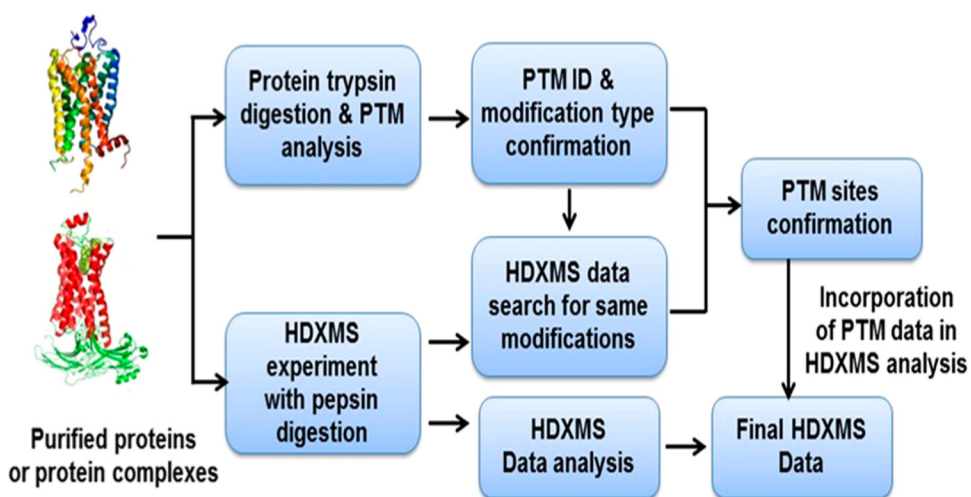 Protein trypsin
digestion & PTM
analysis
PTM ID &
modification type
confirmation
PTM sites
confirmation
HDXMS data
search for same
modifications
HDXMS
experiment
with pepsin
digestion
Incorporation
of PTM data in
HDXMS analysis
Purified proteins
or protein complexes
HDXMS
Data analysis
Final HDXMS
Data